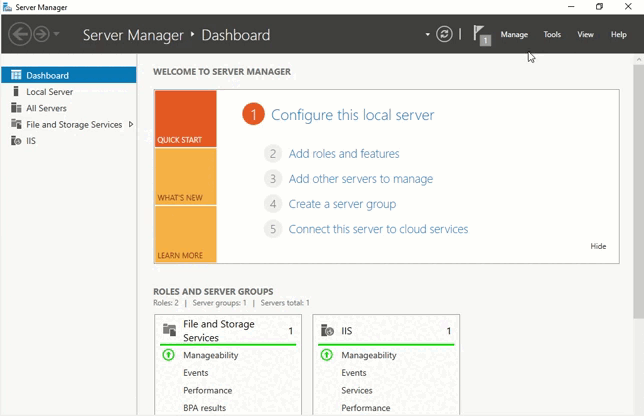 Server Manager
Server Manager • Dashboard
1
Manage Tools View Help
Dashboard
Local Server
All Servers
File and Storage Services
IIS
WELCOME TO SERVER MANAGER
QUICK START
WHAT'S NEW
LEARN MORE
1 Configure this local server
2 Add roles and features
3 Add other servers to manage
4 Create a server group
5 Connect this server to cloud services
Hide
ROLES AND SERVER GROUPS
Roles: 2 | Server groups: 1 | Servers total: 1
File and Storage
Services
1
Manageability
Events
Performance
BPA results
IIS 1
Manageability
Events
Services
Performance